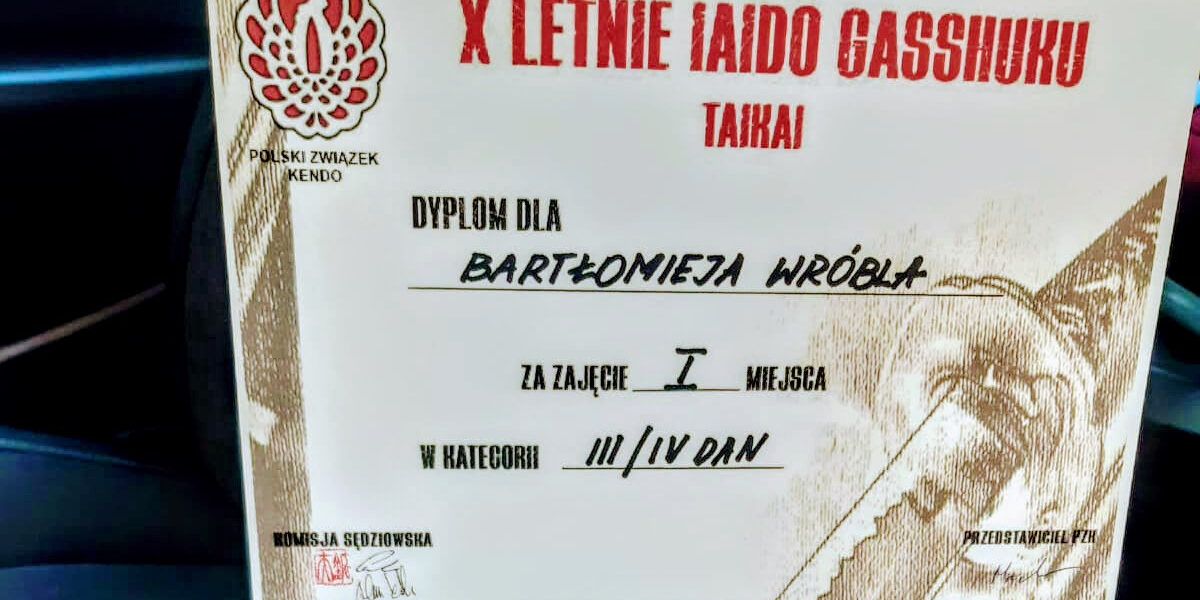 X LETNIE IAIDO GASSHUKU
TAIKAI
POLSKI ZWIĄZEK
KENDO
DYPLOM DLA
BARTŁOMIEJA WRÓBLA
ZA ZAJĘCIE I MIEJSCA
W KATEGORII III/IV DAN
KOMISJA SĘDZIOWSKA
PRZEDSTAWICIEL PZK